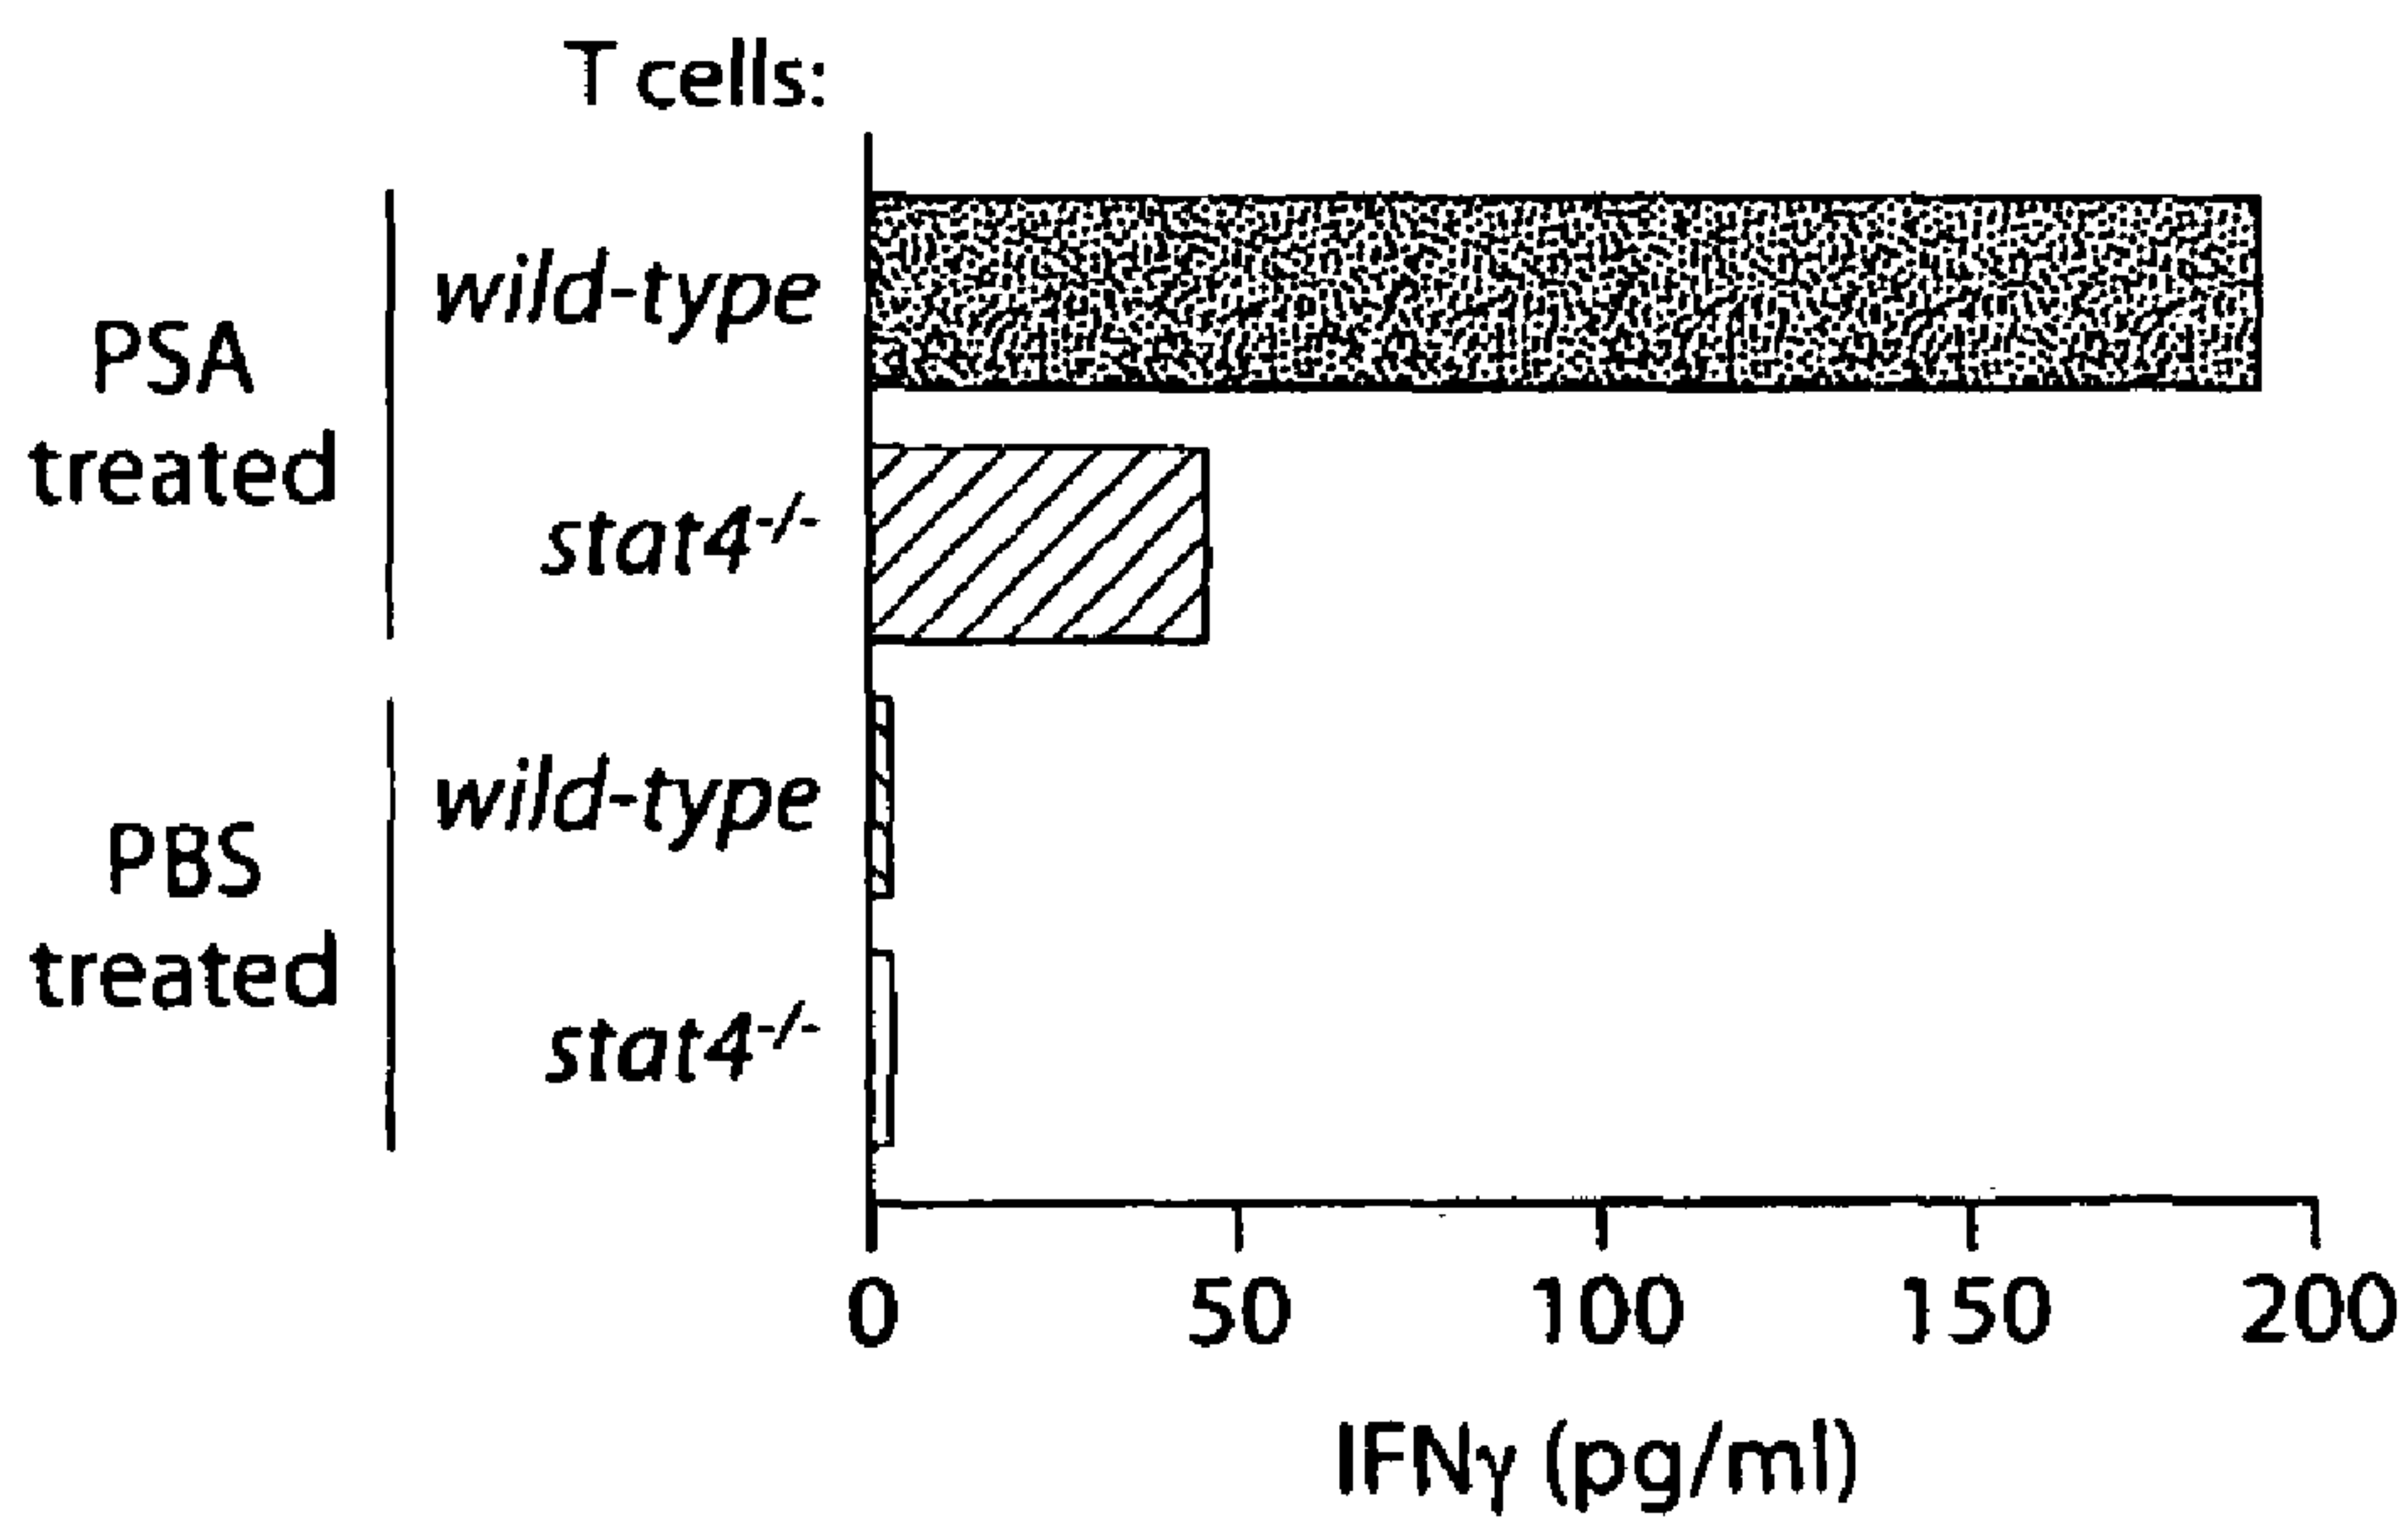 T cells:
PSA
treated
wild-type
stat4-/-
PBS
treated
wild-type
stat4-/-
0 50 100 150 200
IFNγ (pg/ml)